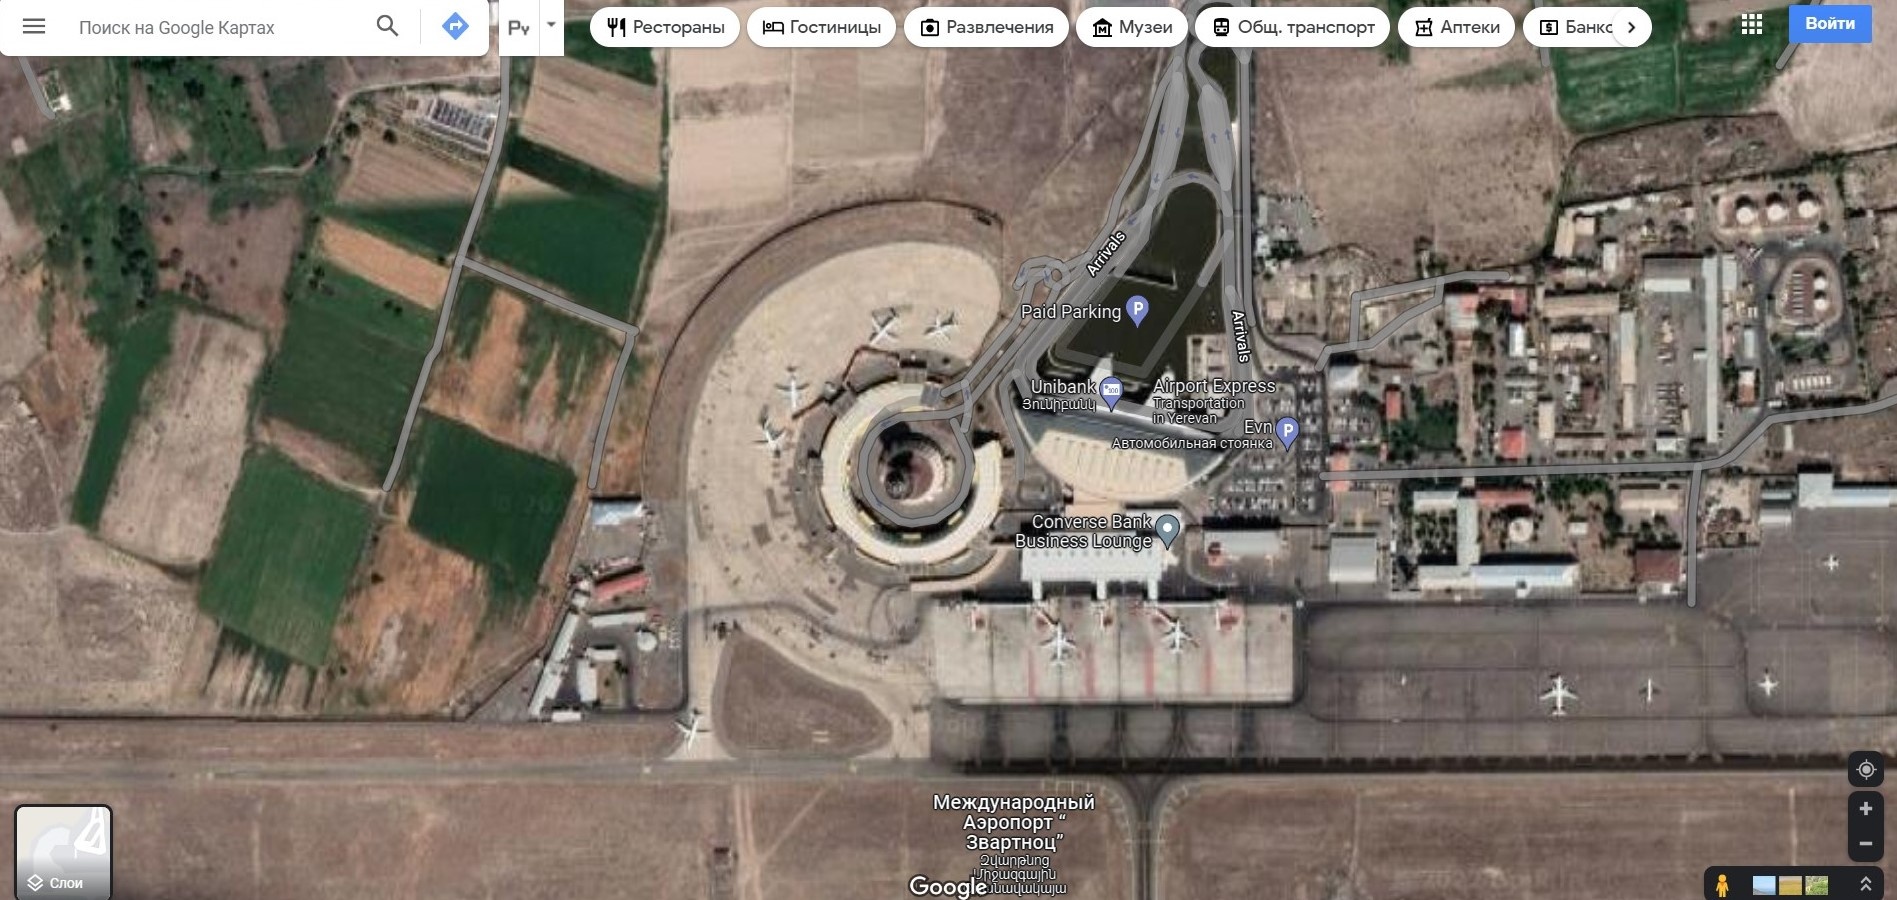 Поиск на Google Картах
Ру
Рестораны
Гостиницы
Развлечения
Музеи
Общ. транспорт
Аптеки
Банко
Войти
Arrivals
Paid Parking
Arrivals
Unibank
Յունիբանկ
Airport Express
Transportation
in Yerevan
Evn
Автомобильная стоянка
Converse Bank
Business Lounge
Международный
Аэропорт “
Звартноц”
Զվարթնոց
Միջազգային
Google
Слои